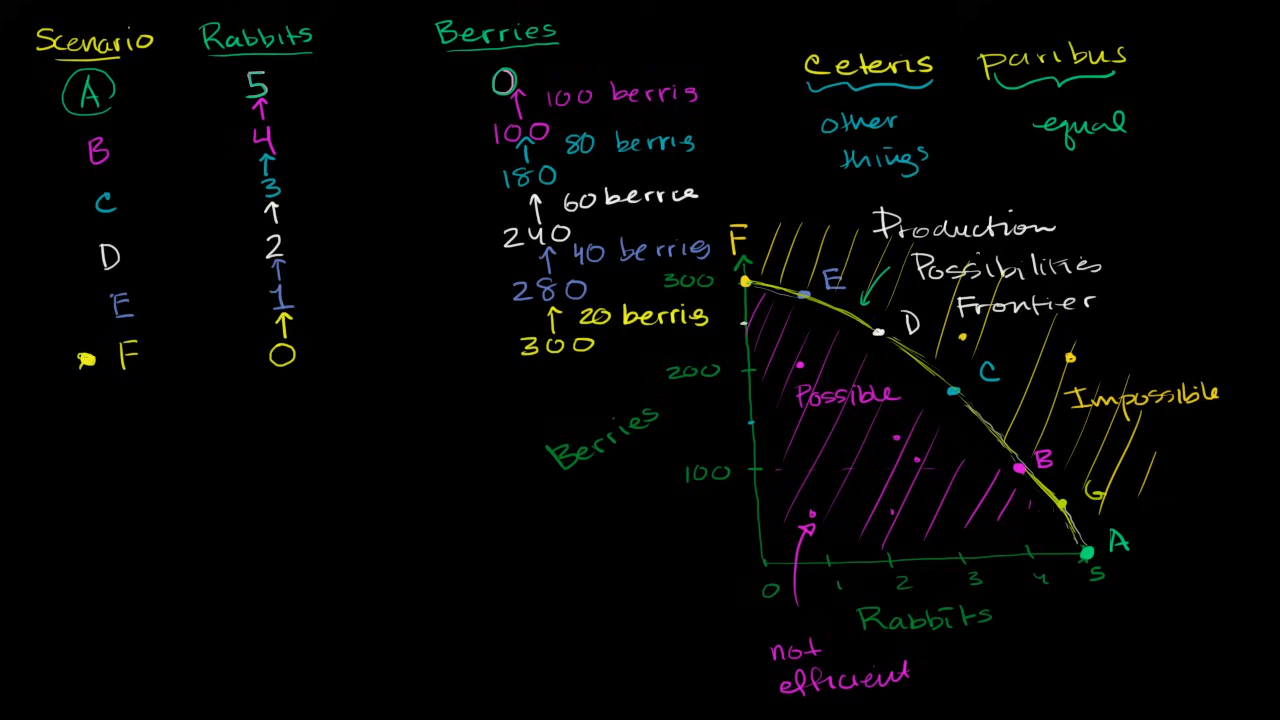 Scenario Rabbits Berries
A 5 0
100 berris
B 4 100
80 berris
C 3 180
60 berries
D 2 240
40 berries
E 1 280
20 berris
F 0 300
Ceteris paribus
other things equal
Production
Possibilities
Frontier
F
E
D
C
B
G
A
300
200
100
Berries
Possible
Impossible
0 1 2 3 4 5
Rabbits
not
efficient